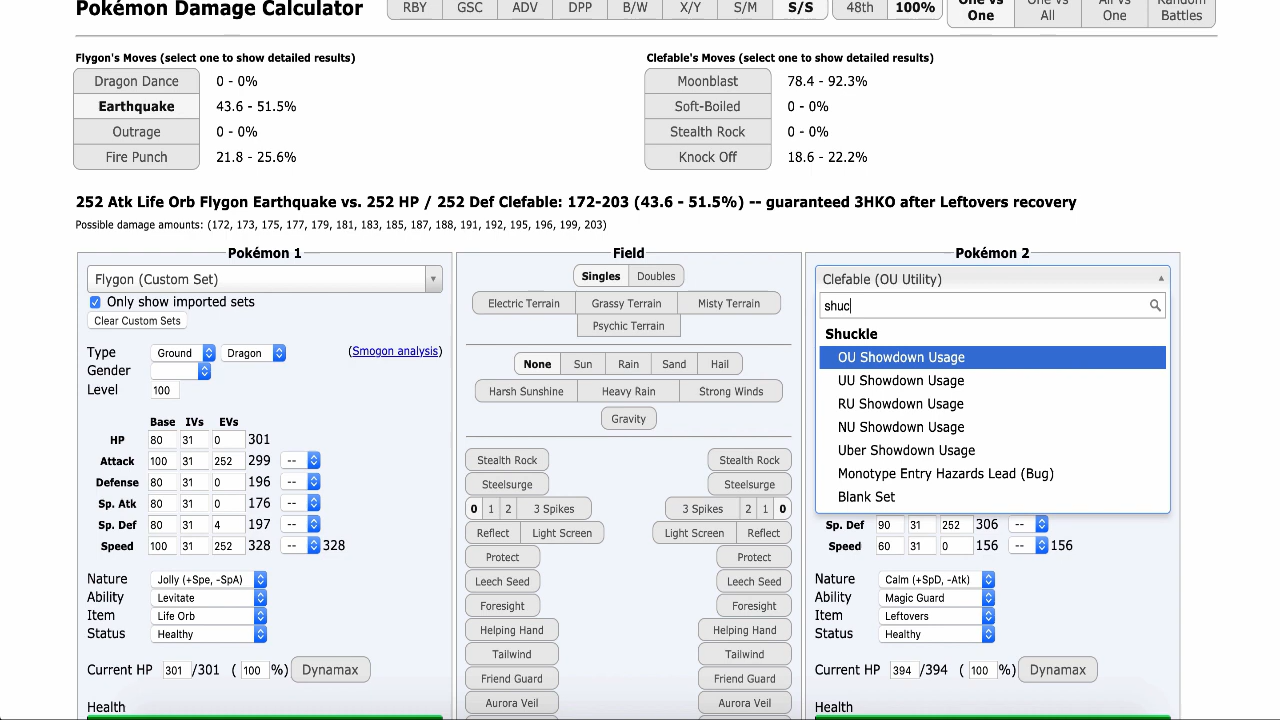 Pokémon Damage Calculator
RBY GSC ADV DPP B/W X/Y S/M S/S 48th 100% One vs One One vs All All vs One Random Battles
Flygon's Moves (select one to show detailed results)
Dragon Dance 0 - 0%
Earthquake 43.6 - 51.5%
Outrage 0 - 0%
Fire Punch 21.8 - 25.6%
Clefable's Moves (select one to show detailed results)
Moonblast 78.4 - 92.3%
Soft-Boiled 0 - 0%
Stealth Rock 0 - 0%
Knock Off 18.6 - 22.2%
252 Atk Life Orb Flygon Earthquake vs. 252 HP / 252 Def Clefable: 172-203 (43.6 - 51.5%) -- guaranteed 3HKO after Leftovers recovery
Possible damage amounts: (172, 173, 175, 177, 179, 181, 183, 185, 187, 188, 191, 192, 195, 196, 199, 203)
Pokémon 1
Flygon (Custom Set)
Only show imported sets
Clear Custom Sets
Type Ground Dragon (Smogon analysis)
Gender
Level 100
Base IVs EVs
HP 80 31 0 301
Attack 100 31 252 299 --
Defense 80 31 0 196 --
Sp. Atk 80 31 0 176 --
Sp. Def 80 31 4 197 --
Speed 100 31 252 328 -- 328
Nature Jolly (+Spe, -SpA)
Ability Levitate
Item Life Orb
Status Healthy
Current HP 301 /301 ( 100 %) Dynamax
Health
Field
Singles Doubles
Electric Terrain Grassy Terrain Misty Terrain
Psychic Terrain
None Sun Rain Sand Hail
Harsh Sunshine Heavy Rain Strong Winds
Gravity
Stealth Rock Stealth Rock
Steelsurge Steelsurge
0 1 2 3 Spikes 3 Spikes 2 1 0
Reflect Light Screen Light Screen Reflect
Protect Protect
Leech Seed Leech Seed
Foresight Foresight
Helping Hand Helping Hand
Tailwind Tailwind
Friend Guard Friend Guard
Aurora Veil Aurora Veil
Pokémon 2
Clefable (OU Utility)
shuc
Shuckle
OU Showdown Usage
UU Showdown Usage
RU Showdown Usage
NU Showdown Usage
Uber Showdown Usage
Monotype Entry Hazards Lead (Bug)
Blank Set
Sp. Def 90 31 252 306 --
Speed 60 31 0 156 -- 156
Nature Calm (+SpD, -Atk)
Ability Magic Guard
Item Leftovers
Status Healthy
Current HP 394 /394 ( 100 %) Dynamax
Health